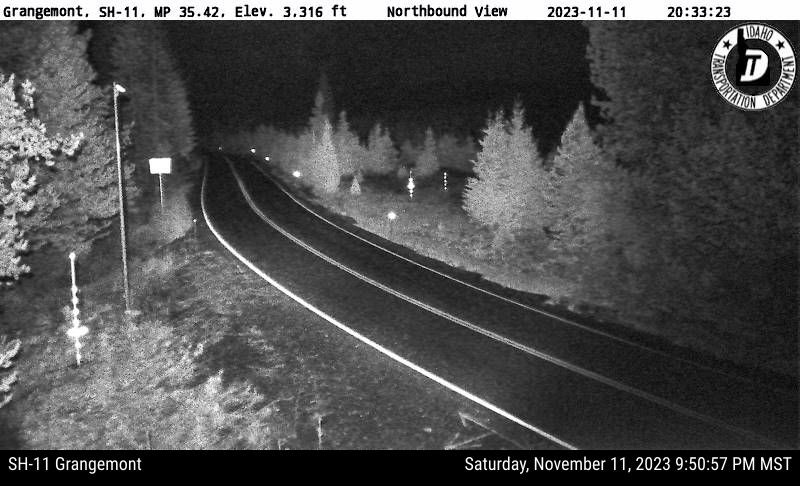 Grangemont, SH-11, MP 35.42, Elev. 3,316 ft Northbound View 2023-11-11 20:33:23
IDAHO
TRANSPORTATION DEPARTMENT
SH-11 Grangemont Saturday, November 11, 2023 9:50:57 PM MST